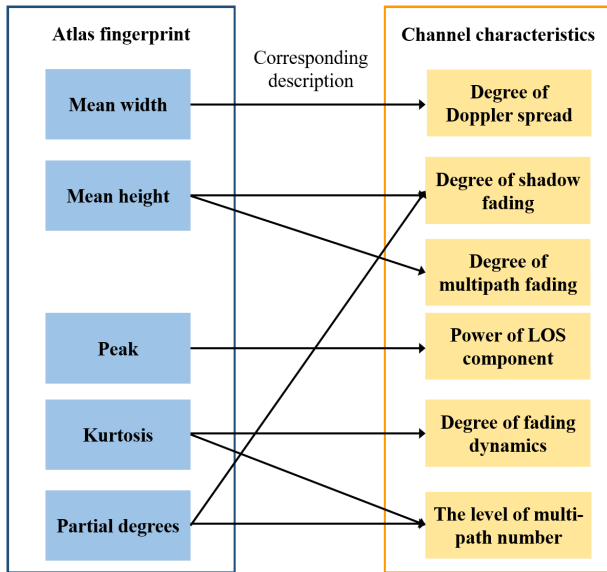 Atlas fingerprint
Mean width
Mean height
Peak
Kurtosis
Partial degrees
Corresponding
description
Channel characteristics
Degree of
Doppler spread
Degree of shadow
fading
Degree of
multipath fading
Power of LOS
component
Degree of fading
dynamics
The level of multi-
path number